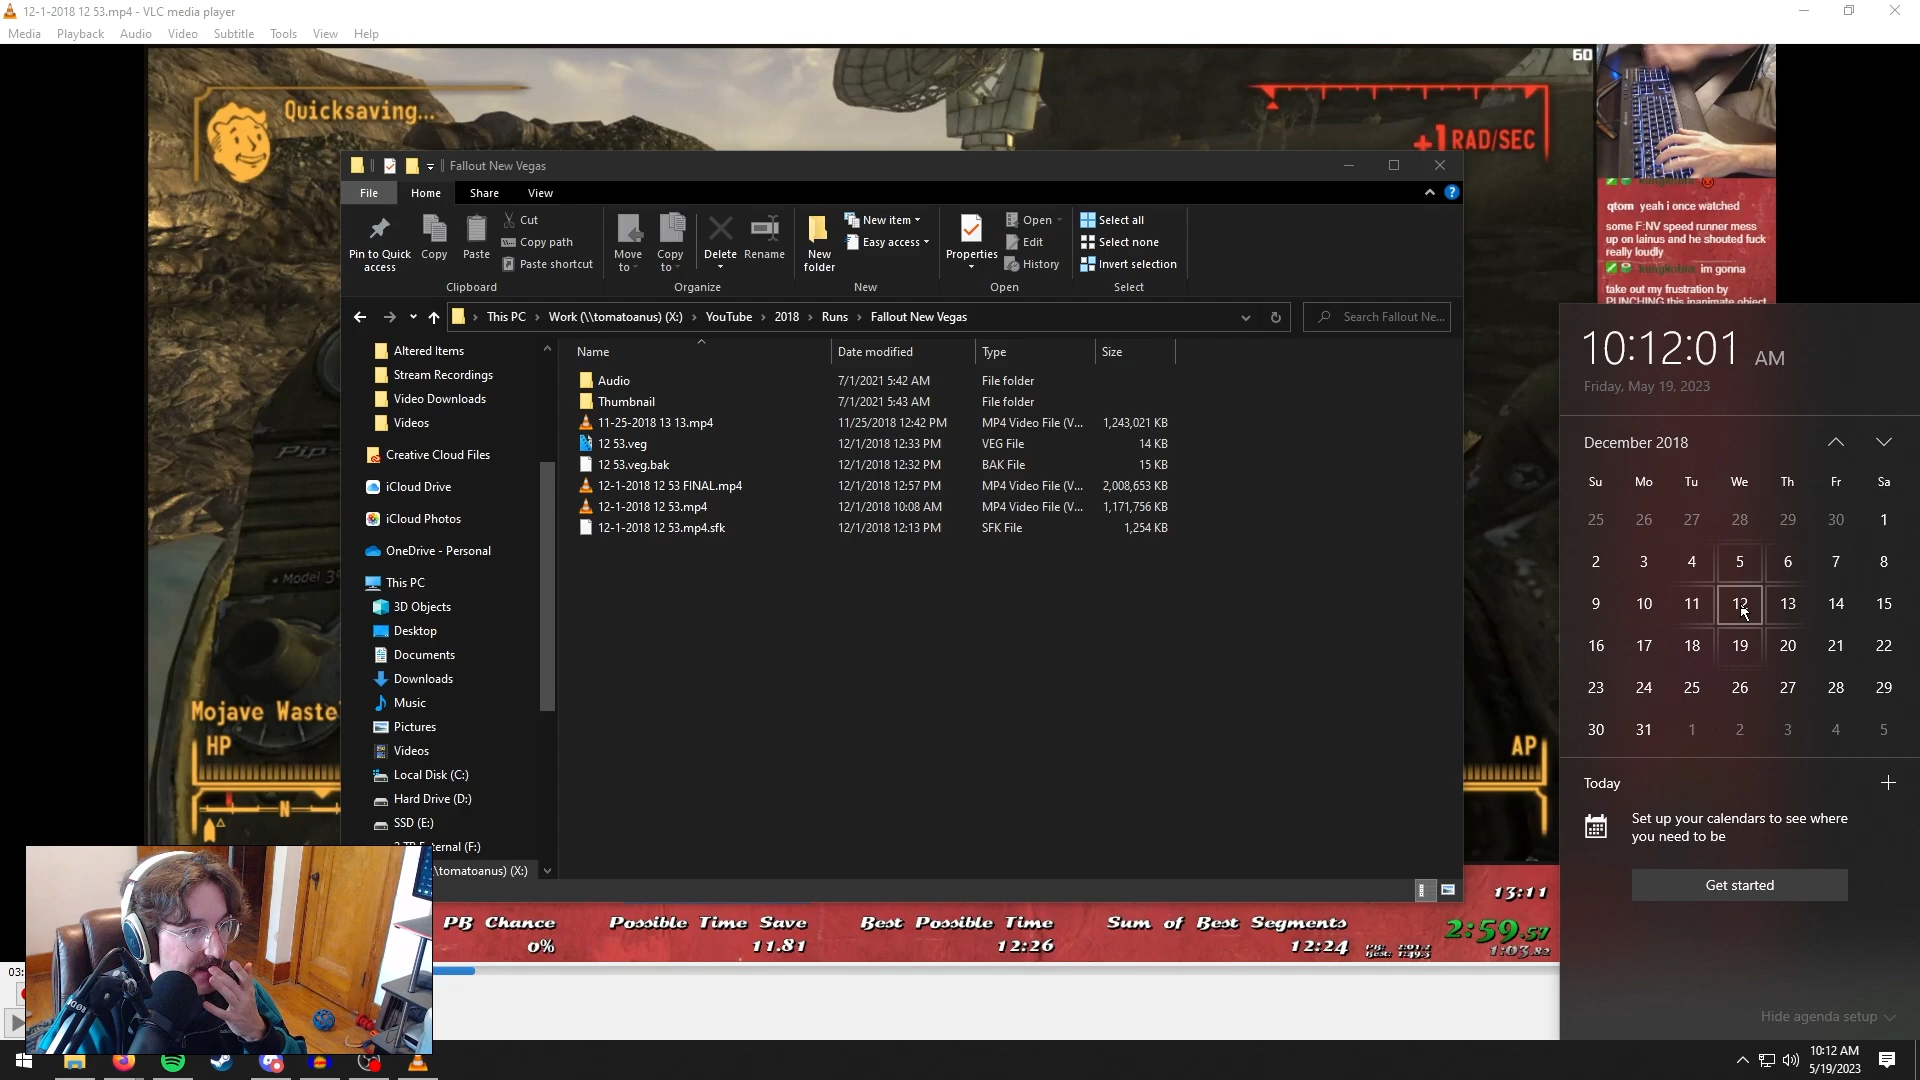 12-1-2018 12 53.mp4 - VLC media player
Media Playback Audio Video Subtitle Tools View Help
Quicksaving...
60
+1 RAD/SEC
qtom yeah i once watched
some F:NV speed runner mess
up on lainus and he shouted fuck
really loudly
kangkobra im gonna
take out my frustration by
PUNCHING this inanimate object
Fallout New Vegas
File Home Share View
Pin to Quick
access
Copy
Paste
Cut
Copy path
Paste shortcut
Clipboard
Move
to
Copy
to
Delete
Rename
Organize
New
folder
New item
Easy access
New
Properties
Open
Edit
History
Open
Select all
Select none
Invert selection
Select
This PC > Work (\\tomatoanus) (X:) > YouTube > 2018 > Runs > Fallout New Vegas
Search Fallout Ne...
Altered Items
Stream Recordings
Video Downloads
Videos
Creative Cloud Files
iCloud Drive
iCloud Photos
OneDrive - Personal
This PC
3D Objects
Desktop
Documents
Downloads
Music
Pictures
Videos
Local Disk (C:)
Hard Drive (D:)
SSD (E:)
ternal (F:)
\tomatoanus) (X:)
Name Date modified Type Size
Audio 7/1/2021 5:42 AM File folder
Thumbnail 7/1/2021 5:43 AM File folder
11-25-2018 13 13.mp4 11/25/2018 12:42 PM MP4 Video File (V... 1,243,021 KB
12 53.veg 12/1/2018 12:33 PM VEG File 14 KB
12 53.veg.bak 12/1/2018 12:32 PM BAK File 15 KB
12-1-2018 12 53 FINAL.mp4 12/1/2018 12:57 PM MP4 Video File (V... 2,008,653 KB
12-1-2018 12 53.mp4 12/1/2018 10:08 AM MP4 Video File (V... 1,171,756 KB
12-1-2018 12 53.mp4.sfk 12/1/2018 12:13 PM SFK File 1,254 KB
Pip
Model 3
Mojave Waste
HP
N
AP
10:12:01 AM
Friday, May 19, 2023
December 2018
Su Mo Tu We Th Fr Sa
25 26 27 28 29 30 1
2 3 4 5 6 7 8
9 10 11 12 13 14 15
16 17 18 19 20 21 22
23 24 25 26 27 28 29
30 31 1 2 3 4 5
Today
Set up your calendars to see where
you need to be
Get started
Hide agenda setup
PB Chance
0%
Possible Time Save
11.81
Best Possible Time
12:26
Sum of Best Segments
12:24
13:11
2:59.57
1:03.82
03:
10:12 AM
5/19/2023